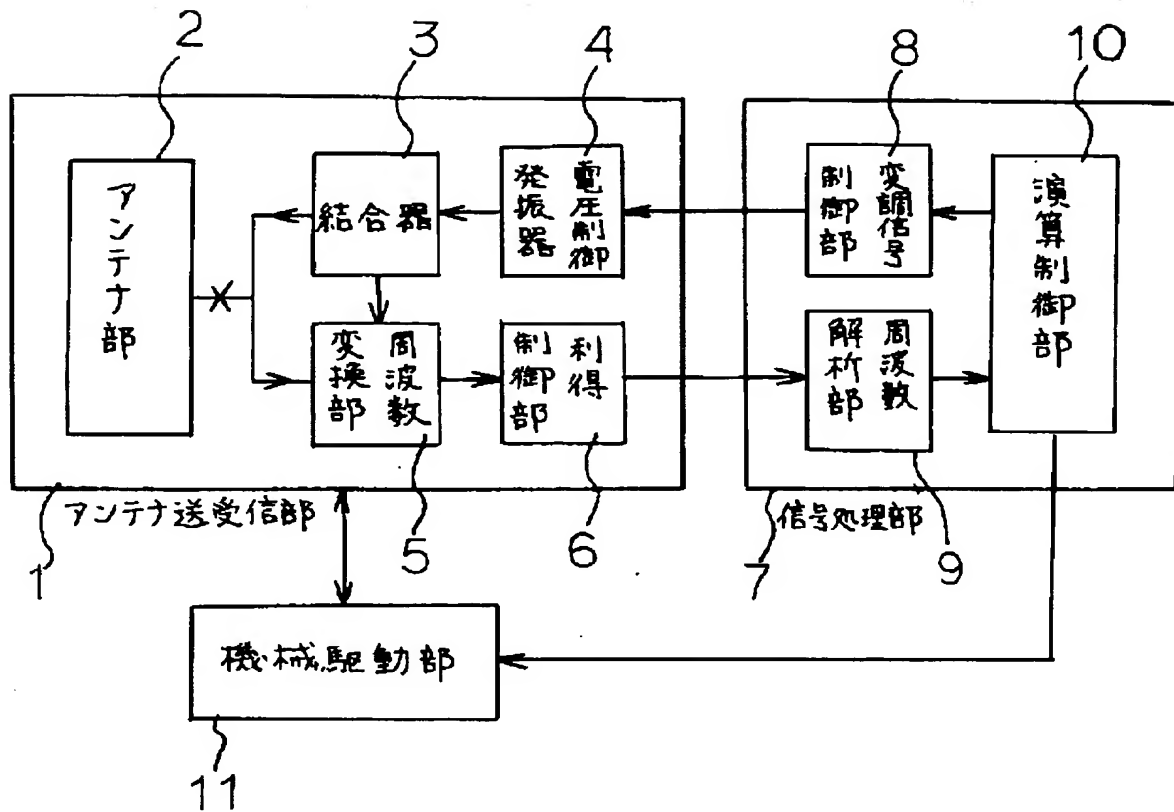 2
3
4
8
10
アンテナ部
結合器
電圧制御
発振器
変調信号
制御部
演算制御部
周波数
変換部
利得
制御部
周波数
解析部
アンテナ送受信部
信号処理部
1
5
6
7
9
機械駆動部
11